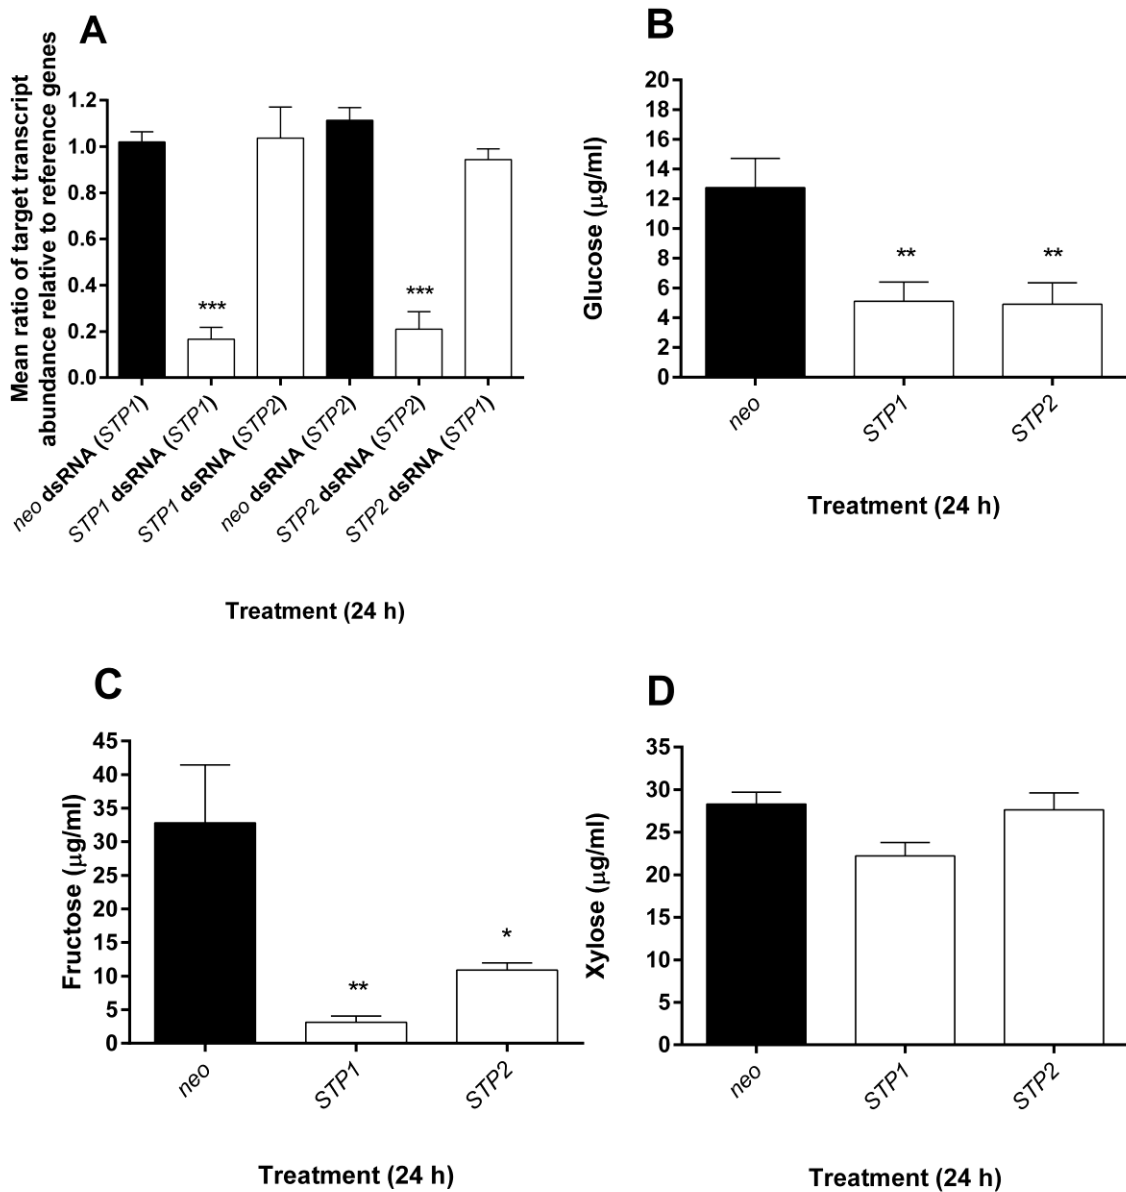 A
Mean ratio of target transcript
abundance relative to reference genes
1.2
1.0
0.8
0.6
0.4
0.2
0.0
***
***
neo dsRNA (STP1)
STP1 dsRNA (STP1)
STP1 dsRNA (STP2)
neo dsRNA (STP2)
STP2 dsRNA (STP2)
STP2 dsRNA (STP1)
Treatment (24 h)
B
Glucose (µg/ml)
20
18
16
14
12
10
8
6
4
2
0
**
**
neo
STP1
STP2
Treatment (24 h)
C
Fructose (µg/ml)
45
40
35
30
25
20
15
10
5
0
**
*
neo
STP1
STP2
Treatment (24 h)
D
Xylose (µg/ml)
35
30
25
20
15
10
5
0
neo
STP1
STP2
Treatment (24 h)